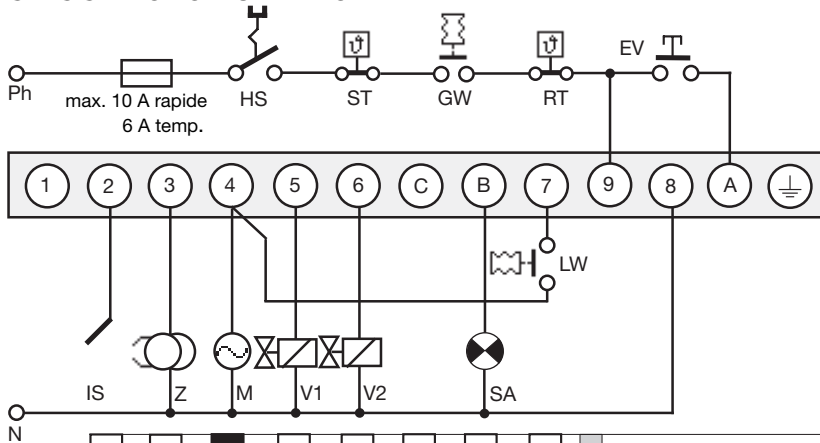 EV
Ph
max. 10 A rapide
6 A temp.
HS
ST
GW
RT
1 2 3 4 5 6 C B 7 9 8 A
LW
IS
Z
M
V1
V2
SA
N